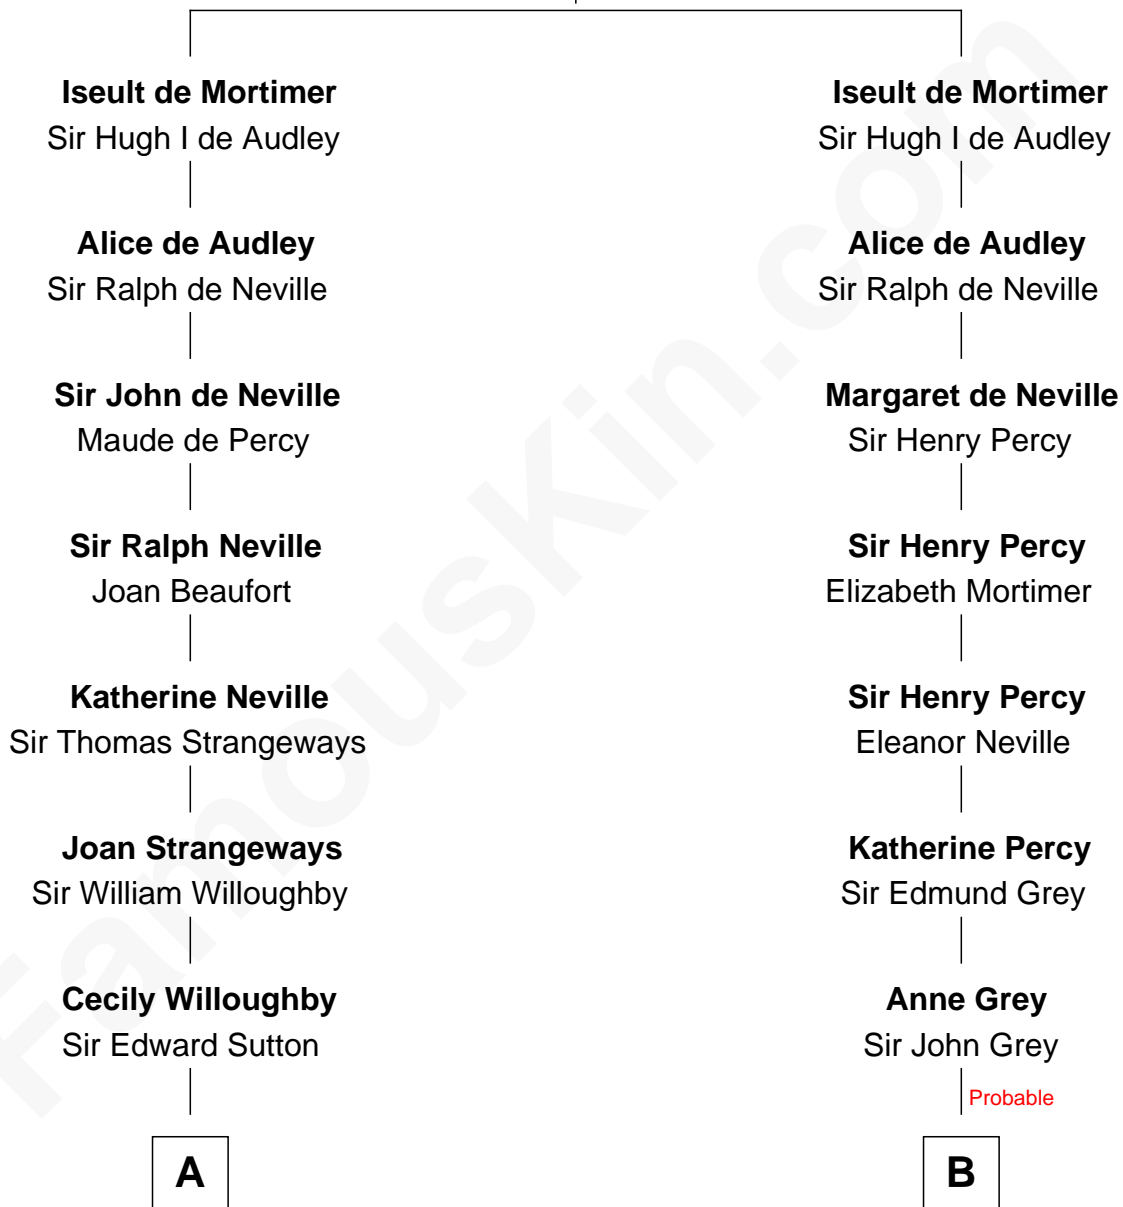 Iseult de Mortimer
Sir Hugh I de Audley
Alice de Audley
Sir Ralph de Neville
Sir John de Neville
Maude de Percy
Sir Ralph Neville
Joan Beaufort
Katherine Neville
Sir Thomas Strangeways
Joan Strangeways
Sir William Willoughby
Cecily Willoughby
Sir Edward Sutton
A
Iseult de Mortimer
Sir Hugh I de Audley
Alice de Audley
Sir Ralph de Neville
Margaret de Neville
Sir Henry Percy
Sir Henry Percy
Elizabeth Mortimer
Sir Henry Percy
Eleanor Neville
Katherine Percy
Sir Edmund Grey
Anne Grey
Sir John Grey
Probable
B
FamousKin.com